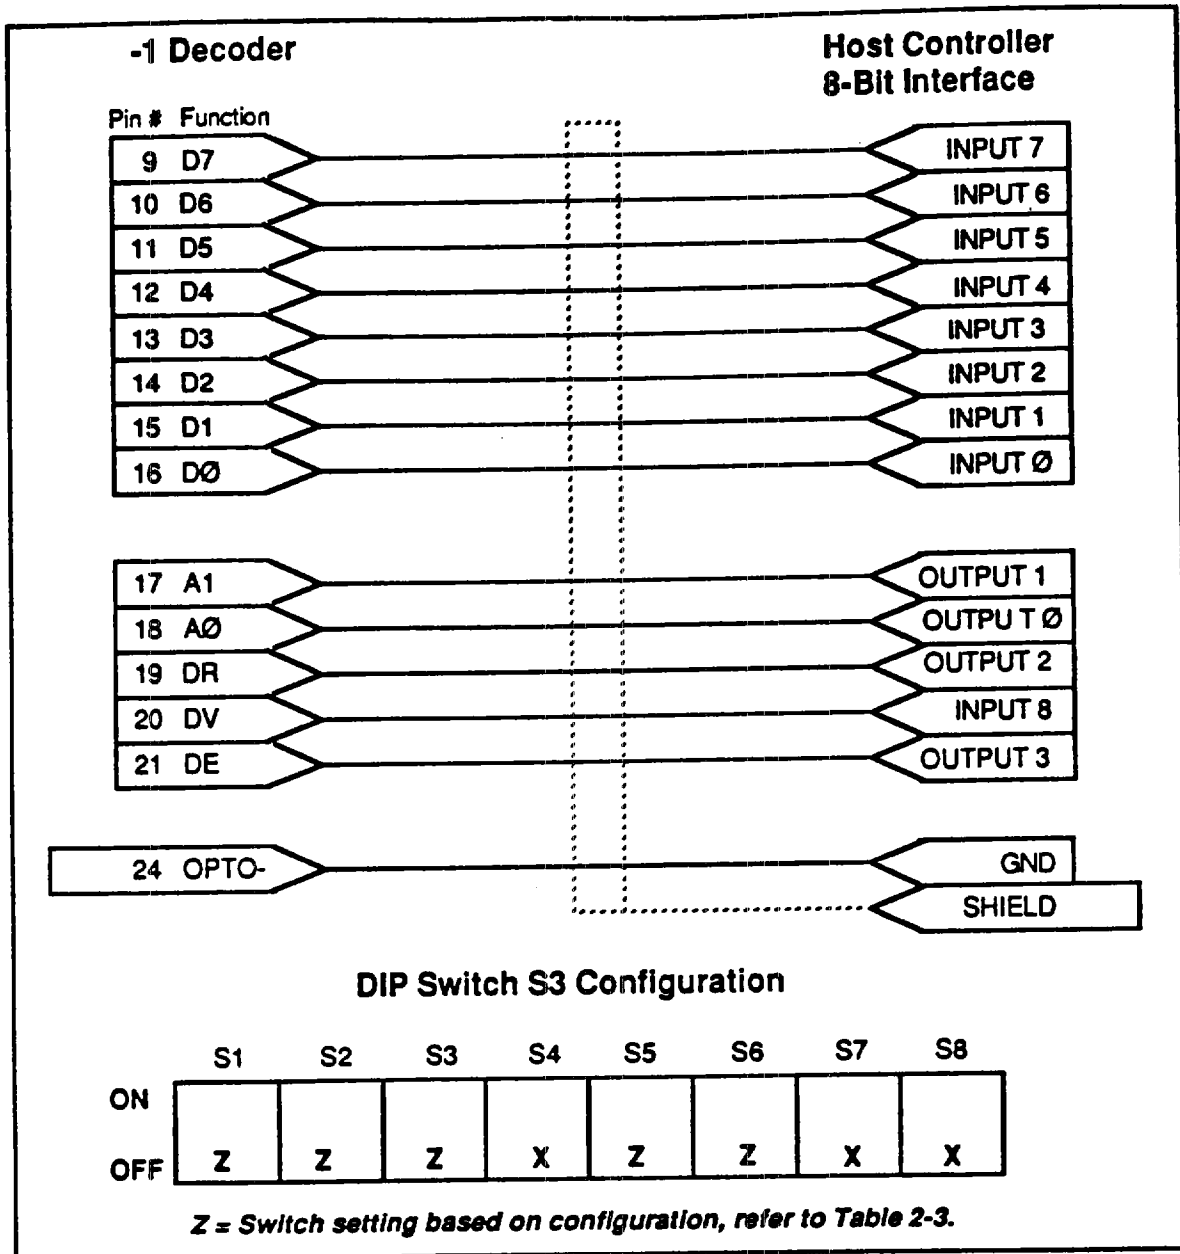 -1 Decoder
Host Controller
8-Bit Interface
Pin # Function
9 D7 INPUT 7
10 D6 INPUT 6
11 D5 INPUT 5
12 D4 INPUT 4
13 D3 INPUT 3
14 D2 INPUT 2
15 D1 INPUT 1
16 DØ INPUT Ø
17 A1 OUTPUT 1
18 AØ OUTPU T Ø
19 DR OUTPUT 2
20 DV INPUT 8
21 DE OUTPUT 3
24 OPTO- GND
SHIELD
DIP Switch S3 Configuration
S1 S2 S3 S4 S5 S6 S7 S8
ON
OFF Z Z Z X Z Z X X
Z = Switch setting based on configuration, refer to Table 2-3.